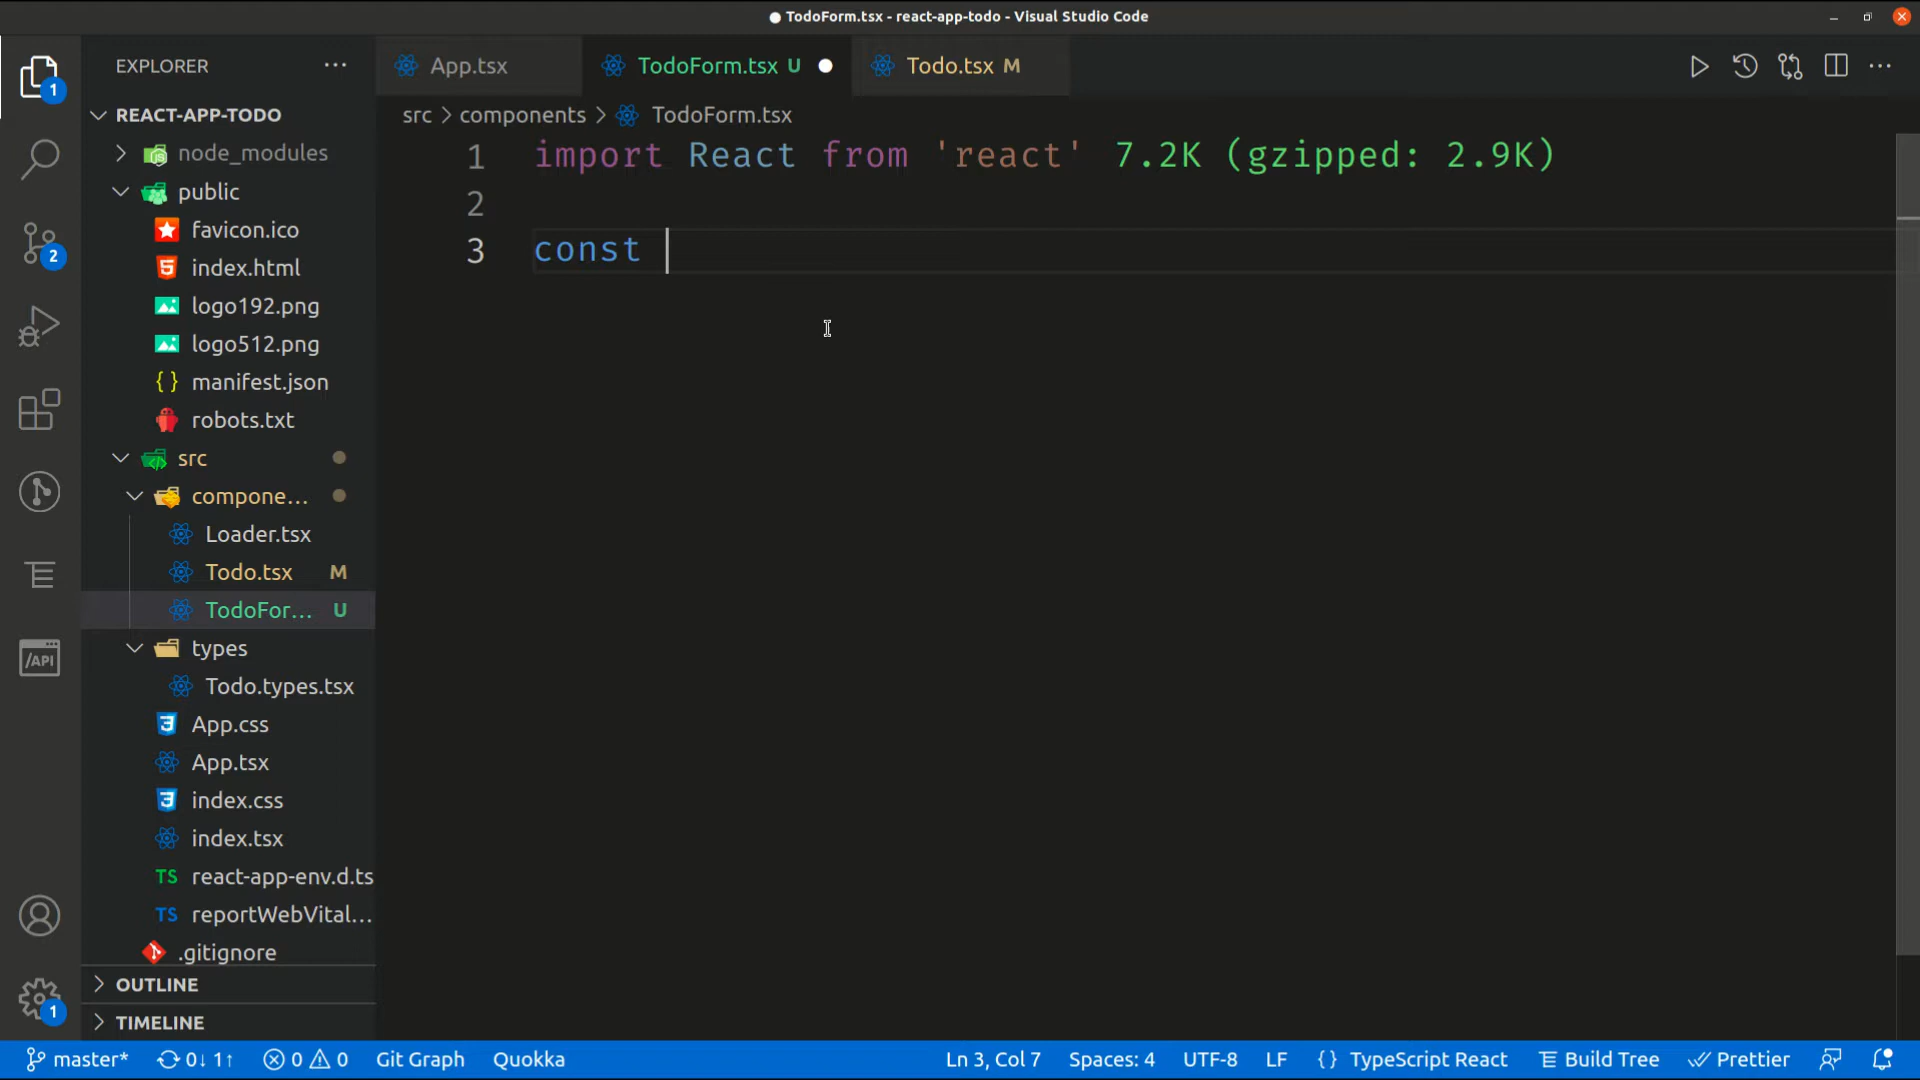 TodoForm.tsx - react-app-todo - Visual Studio Code
EXPLORER
App.tsx
TodoForm.tsx U
Todo.tsx M
1
REACT-APP-TODO
src > components > TodoForm.tsx
node_modules
1 import React from 'react' 7.2K (gzipped: 2.9K)
public
2
favicon.ico
3 const
2
index.html
logo192.png
logo512.png
manifest.json
robots.txt
src
compone...
Loader.tsx
Todo.tsx M
TodoFor... U
types
/API
Todo.types.tsx
App.css
App.tsx
index.css
index.tsx
TS react-app-env.d.ts
TS reportWebVital...
.gitignore
OUTLINE
1
TIMELINE
master* 0↓ 1↑ 0 0 Git Graph Quokka Ln 3, Col 7 Spaces: 4 UTF-8 LF {} TypeScript React Build Tree Prettier